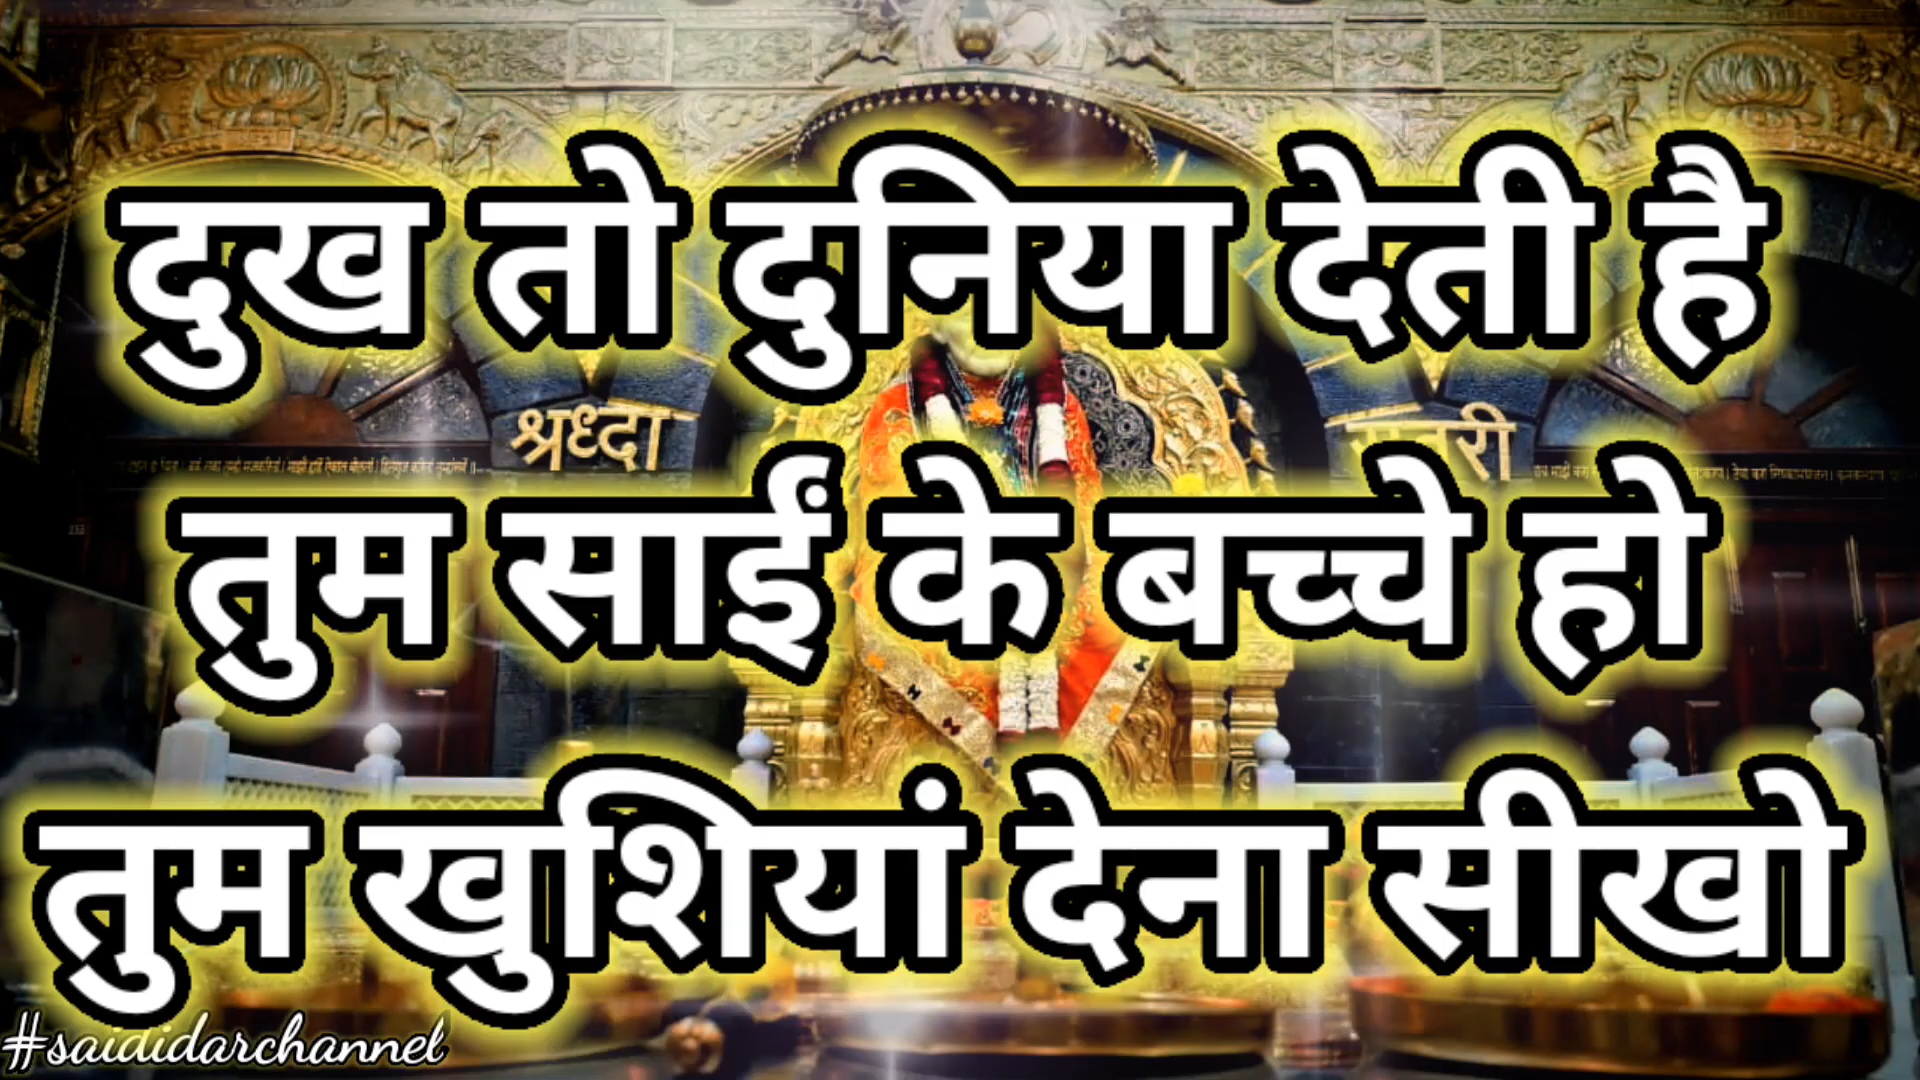 दुख तो दुनिया देती है
श्रध्दा
तुम साईं के बच्चे हो
तुम खुशियां देना सीखो
#saididarchannel